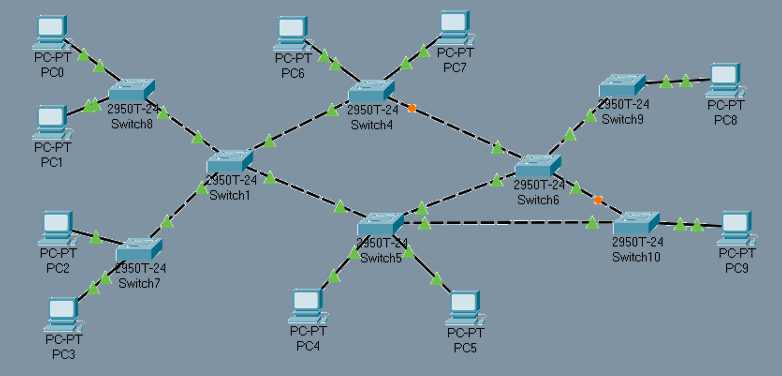 PC-PT
PC0
PC-PT
PC6
PC-PT
PC7
2950T-24
Switch8
2950T-24
Switch4
2950T-24
Switch9
PC-PT
PC8
PC-PT
PC1
2950T-24
Switch1
2950T-24
Switch6
PC-PT
PC2
2950T-24
Switch7
2950T-24
Switch5
2950T-24
Switch10
PC-PT
PC9
PC-PT
PC3
PC-PT
PC4
PC-PT
PC5